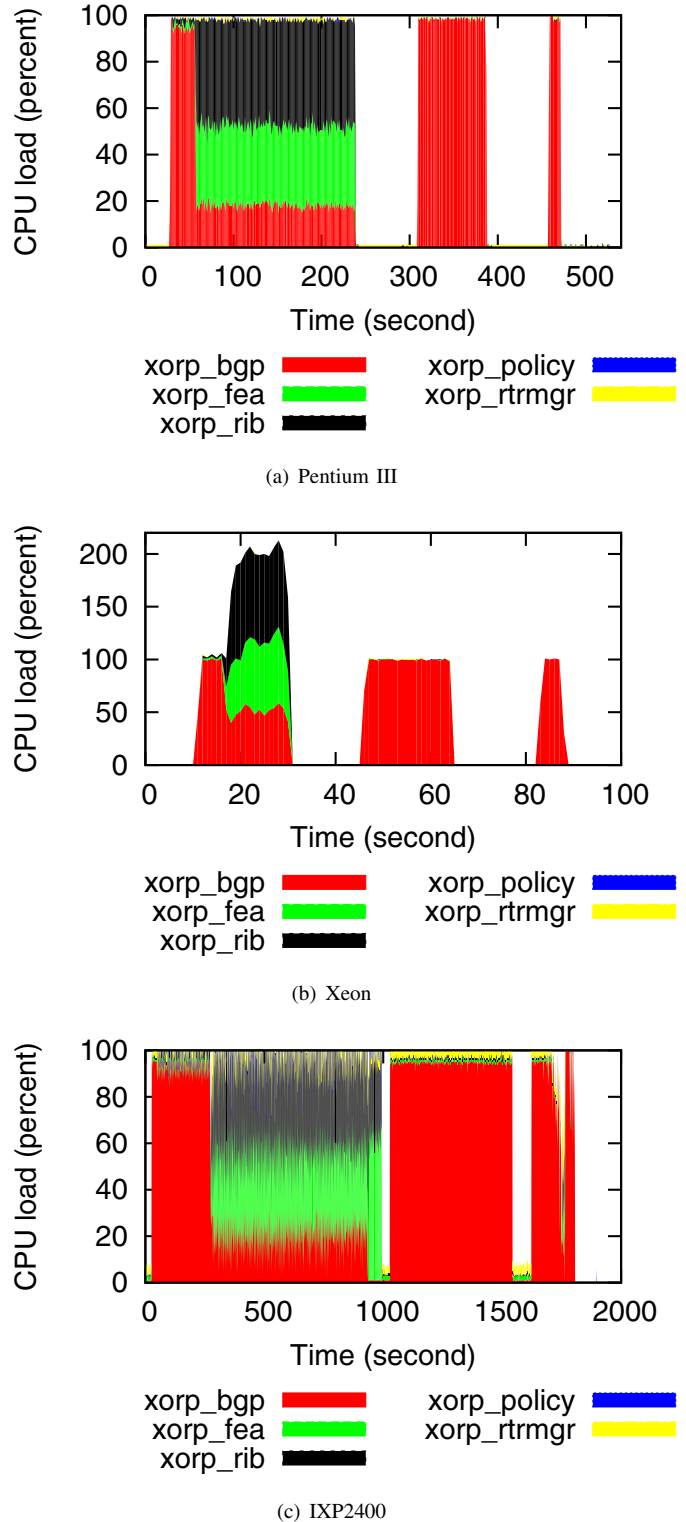 CPU load (percent)
100
80
60
40
20
0
0 100 200 300 400 500
Time (second)
xorp_bgp xorp_policy
xorp_fea xorp_rtrmgr
xorp_rib
(a) Pentium III
CPU load (percent)
200
150
100
50
0
0 20 40 60 80 100
Time (second)
xorp_bgp xorp_policy
xorp_fea xorp_rtrmgr
xorp_rib
(b) Xeon
CPU load (percent)
100
80
60
40
20
0
0 500 1000 1500 2000
Time (second)
xorp_bgp xorp_policy
xorp_fea xorp_rtrmgr
xorp_rib
(c) IXP2400